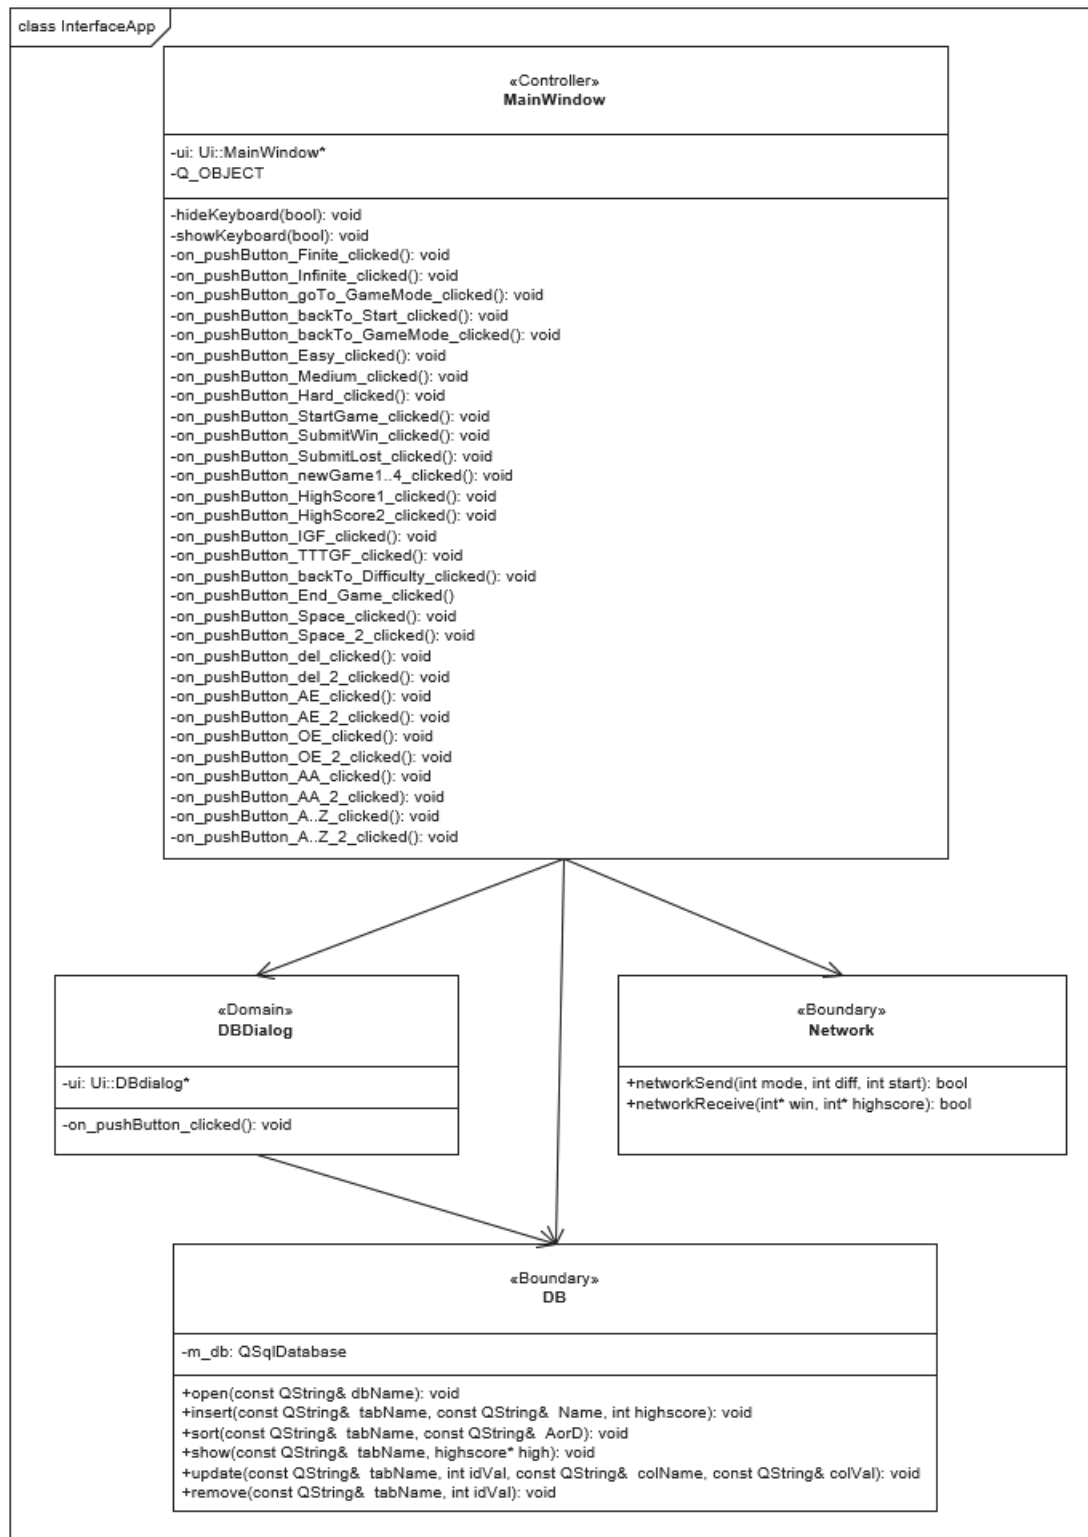 class InterfaceApp
«Controller»
MainWindow
-ui: Ui::MainWindow*
-Q_OBJECT
-hideKeyboard(bool): void
-showKeyboard(bool): void
-on_pushButton_Finite_clicked(): void
-on_pushButton_Infinite_clicked(): void
-on_pushButton_goTo_GameMode_clicked(): void
-on_pushButton_backTo_Start_clicked(): void
-on_pushButton_backTo_GameMode_clicked(): void
-on_pushButton_Easy_clicked(): void
-on_pushButton_Medium_clicked(): void
-on_pushButton_Hard_clicked(): void
-on_pushButton_StartGame_clicked(): void
-on_pushButton_SubmitWin_clicked(): void
-on_pushButton_SubmitLost_clicked(): void
-on_pushButton_newGame1..4_clicked(): void
-on_pushButton_HighScore1_clicked(): void
-on_pushButton_HighScore2_clicked(): void
-on_pushButton_IGF_clicked(): void
-on_pushButton_TTTGF_clicked(): void
-on_pushButton_backTo_Difficulty_clicked(): void
-on_pushButton_End_Game_clicked()
-on_pushButton_Space_clicked(): void
-on_pushButton_Space_2_clicked(): void
-on_pushButton_del_clicked(): void
-on_pushButton_del_2_clicked(): void
-on_pushButton_AE_clicked(): void
-on_pushButton_AE_2_clicked(): void
-on_pushButton_OE_clicked(): void
-on_pushButton_OE_2_clicked(): void
-on_pushButton_AA_clicked(): void
-on_pushButton_AA_2_clicked): void
-on_pushButton_A..Z_clicked(): void
-on_pushButton_A..Z_2_clicked(): void
«Domain»
DBDialog
-ui: Ui::DBdialog*
-on_pushButton_clicked(): void
«Boundary»
Network
+networkSend(int mode, int diff, int start): bool
+networkReceive(int* win, int* highscore): bool
«Boundary»
DB
-m_db: QSqlDatabase
+open(const QString& dbName): void
+insert(const QString& tabName, const QString& Name, int highscore): void
+sort(const QString& tabName, const QString& AorD): void
+show(const QString& tabName, highscore* high): void
+update(const QString& tabName, int idVal, const QString& colName, const QString& colVal): void
+remove(const QString& tabName, int idVal): void